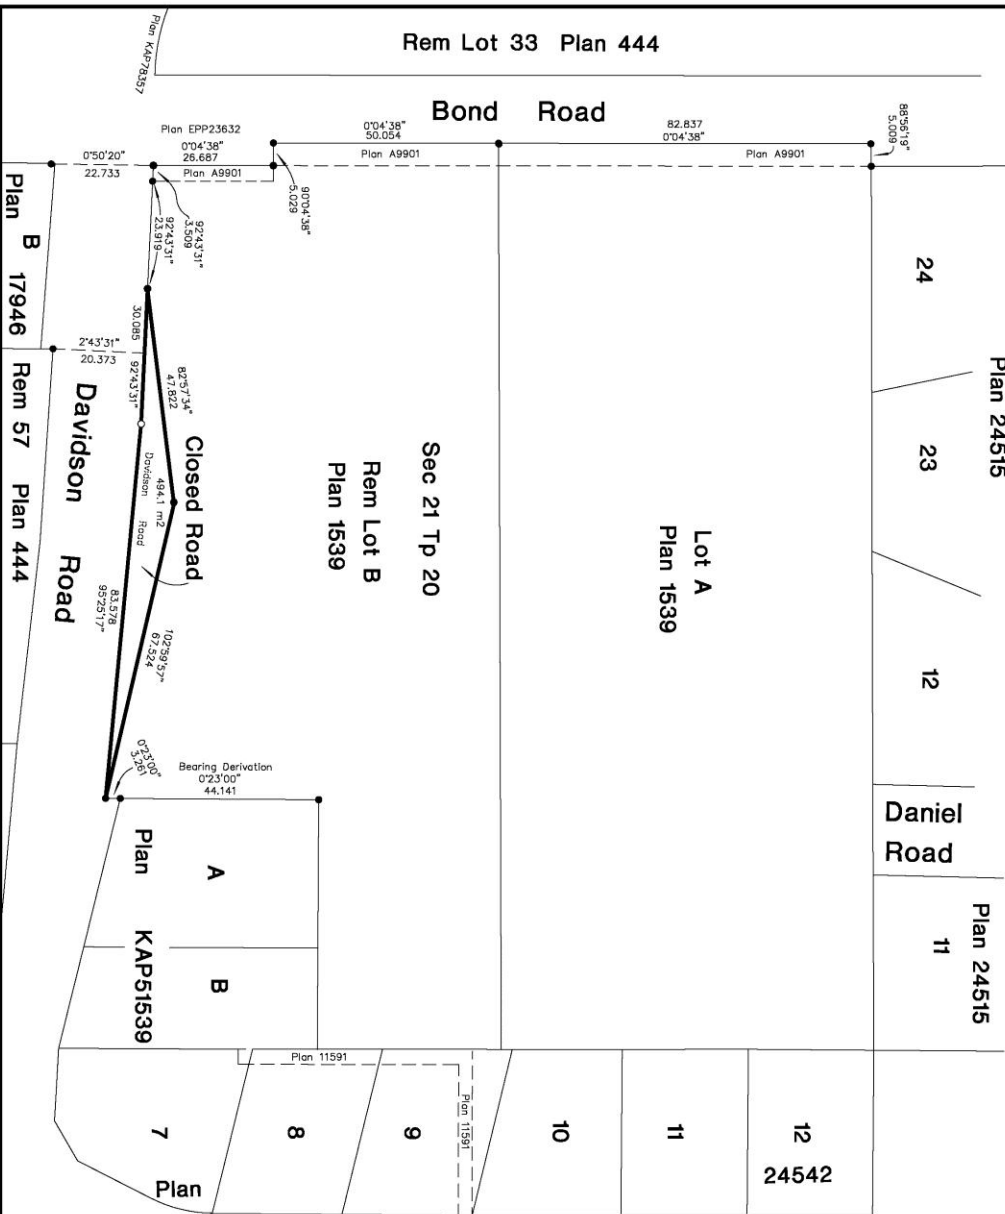 Rem Lot 33 Plan 444
Plan KAP78357
Bond Road
Plan EPP23632
0°04'38"
26.687
Plan A9901
0°04'38"
50.054
Plan A9901
82.837
0°04'38"
Plan A9901
88°56'19"
5.009
0°50'20"
22.733
90°04'38"
5.029
92°43'31"
3.509
92°43'31"
23.919
Plan B 17946
2°43'31"
20.373
30.085
92°43'31"
82°57'34"
47.822
Closed Road
494.1 m2
Davidson Road
Davidson Road
Rem 57 Plan 444
83.578
95°25'17"
102°59'57"
67.524
Sec 21 Tp 20
Rem Lot B
Plan 1539
Lot A
Plan 1539
24
Plan 24515
23
12
Daniel
Road
Plan 24515
11
0°23'00"
3.261
Bearing Derivation
0°23'00"
44.141
A
Plan KAP51539
B
Plan 11591
Plan 11591
7
8
9
10
11
12
Plan
24542